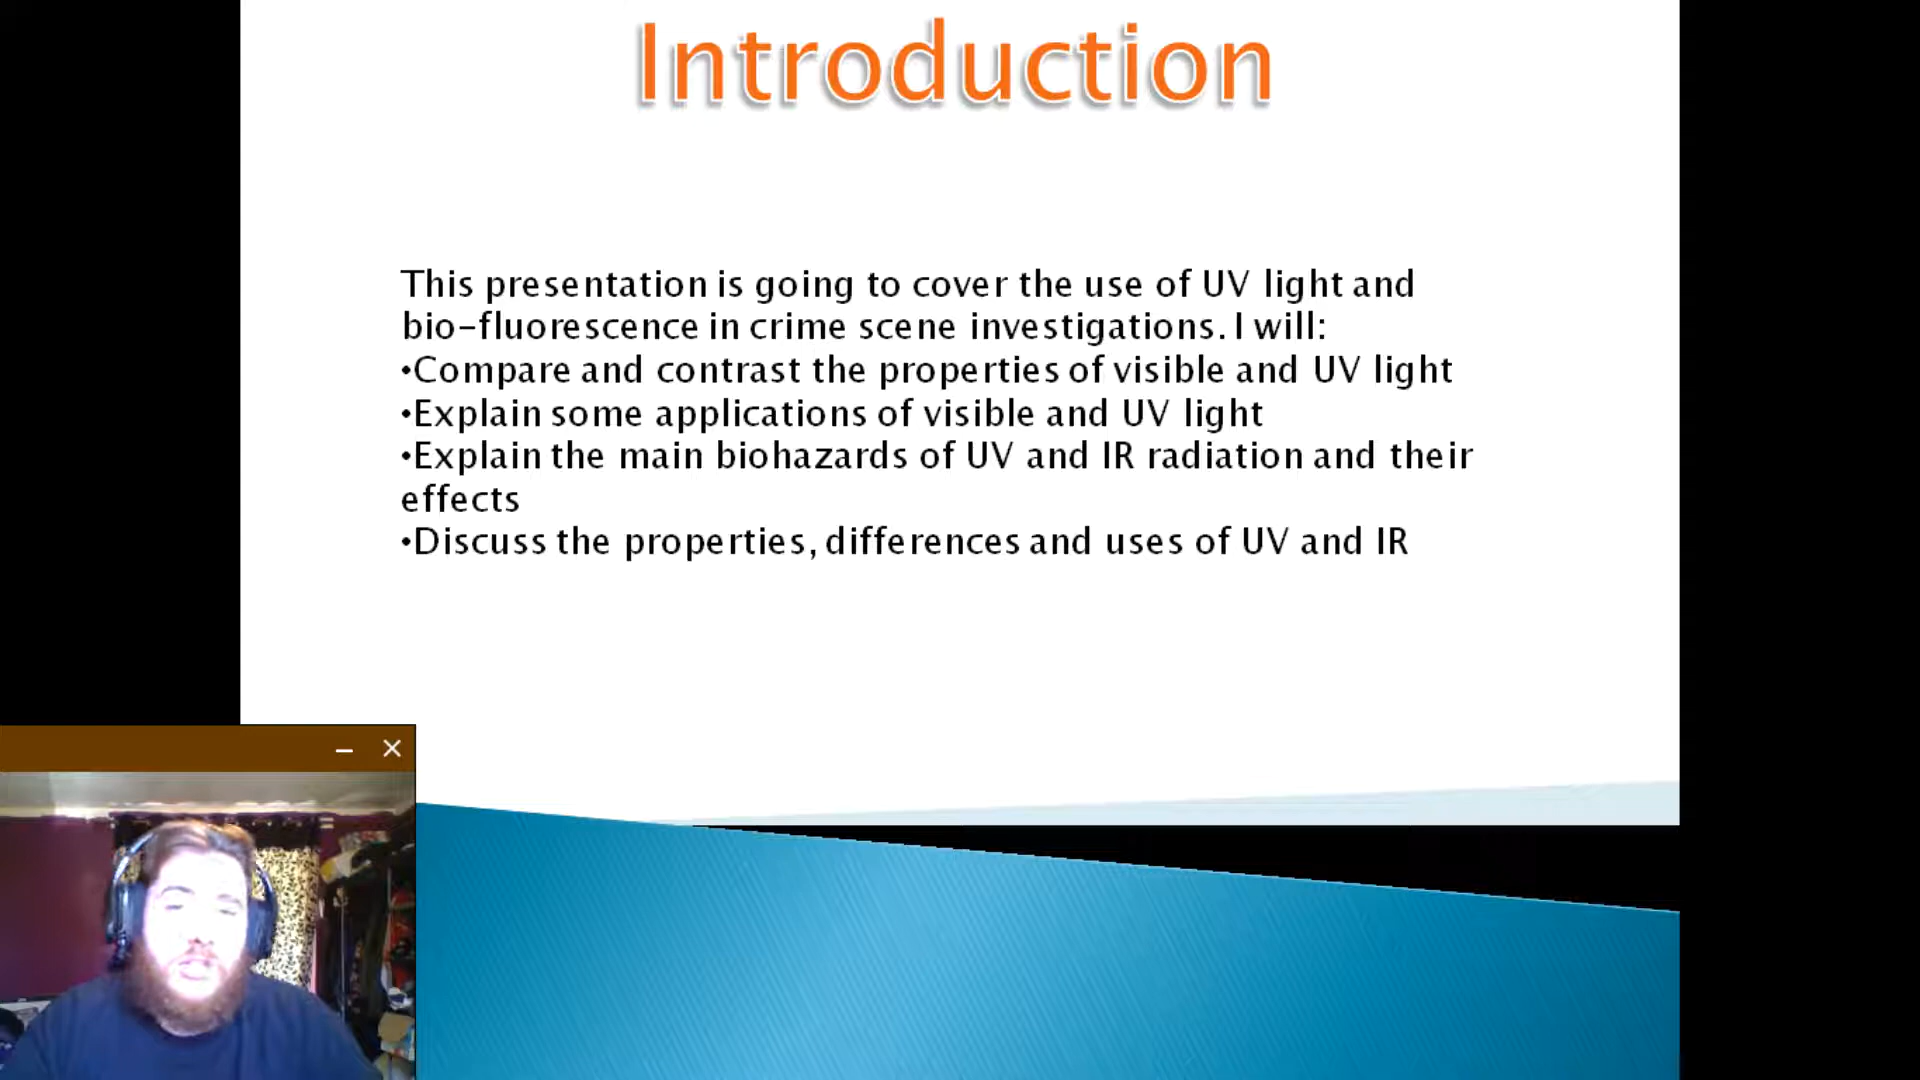 Introduction
This presentation is going to cover the use of UV light and
bio-fluorescence in crime scene investigations. I will:
•Compare and contrast the properties of visible and UV light
•Explain some applications of visible and UV light
•Explain the main biohazards of UV and IR radiation and their
effects
•Discuss the properties, differences and uses of UV and IR